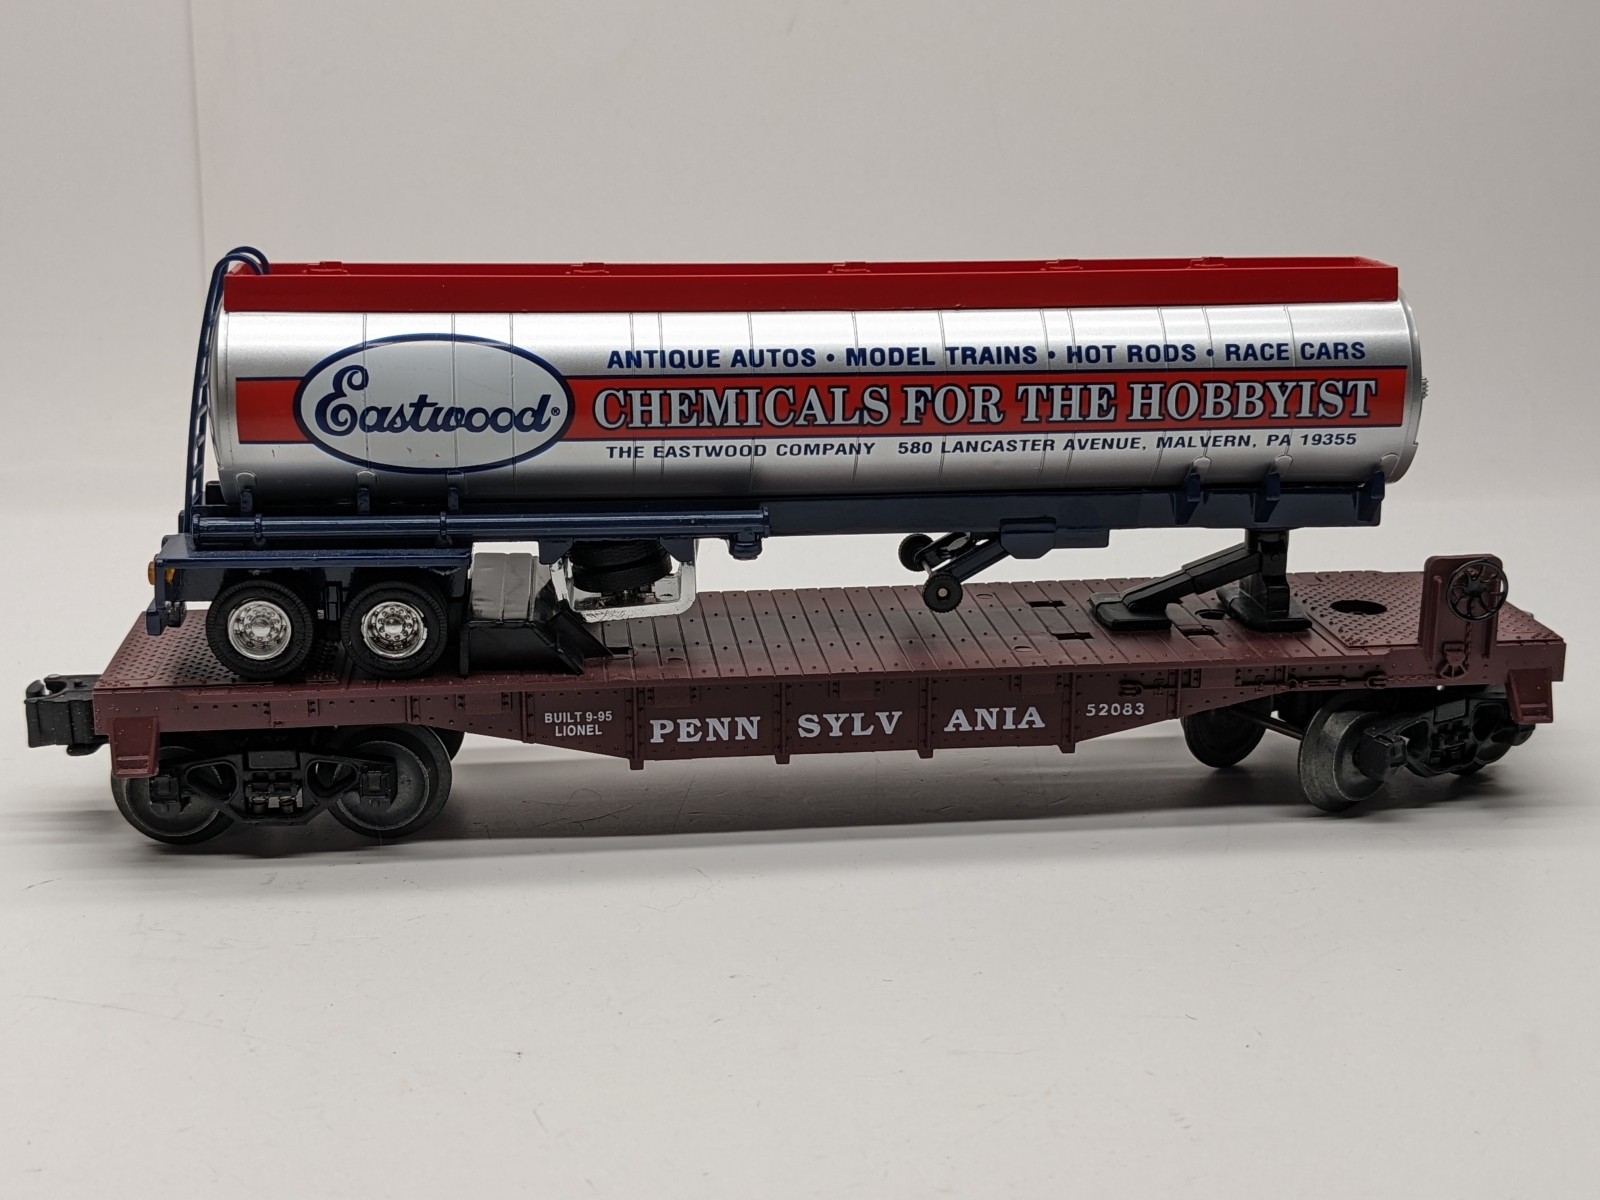 ANTIQUE AUTOS • MODEL TRAINS • HOT RODS • RACE CARS
Eastwood®
CHEMICALS FOR THE HOBBYIST
THE EASTWOOD COMPANY 580 LANCASTER AVENUE, MALVERN, PA 19355
BUILT 9-95
LIONEL
PENN SYLV ANIA
52083